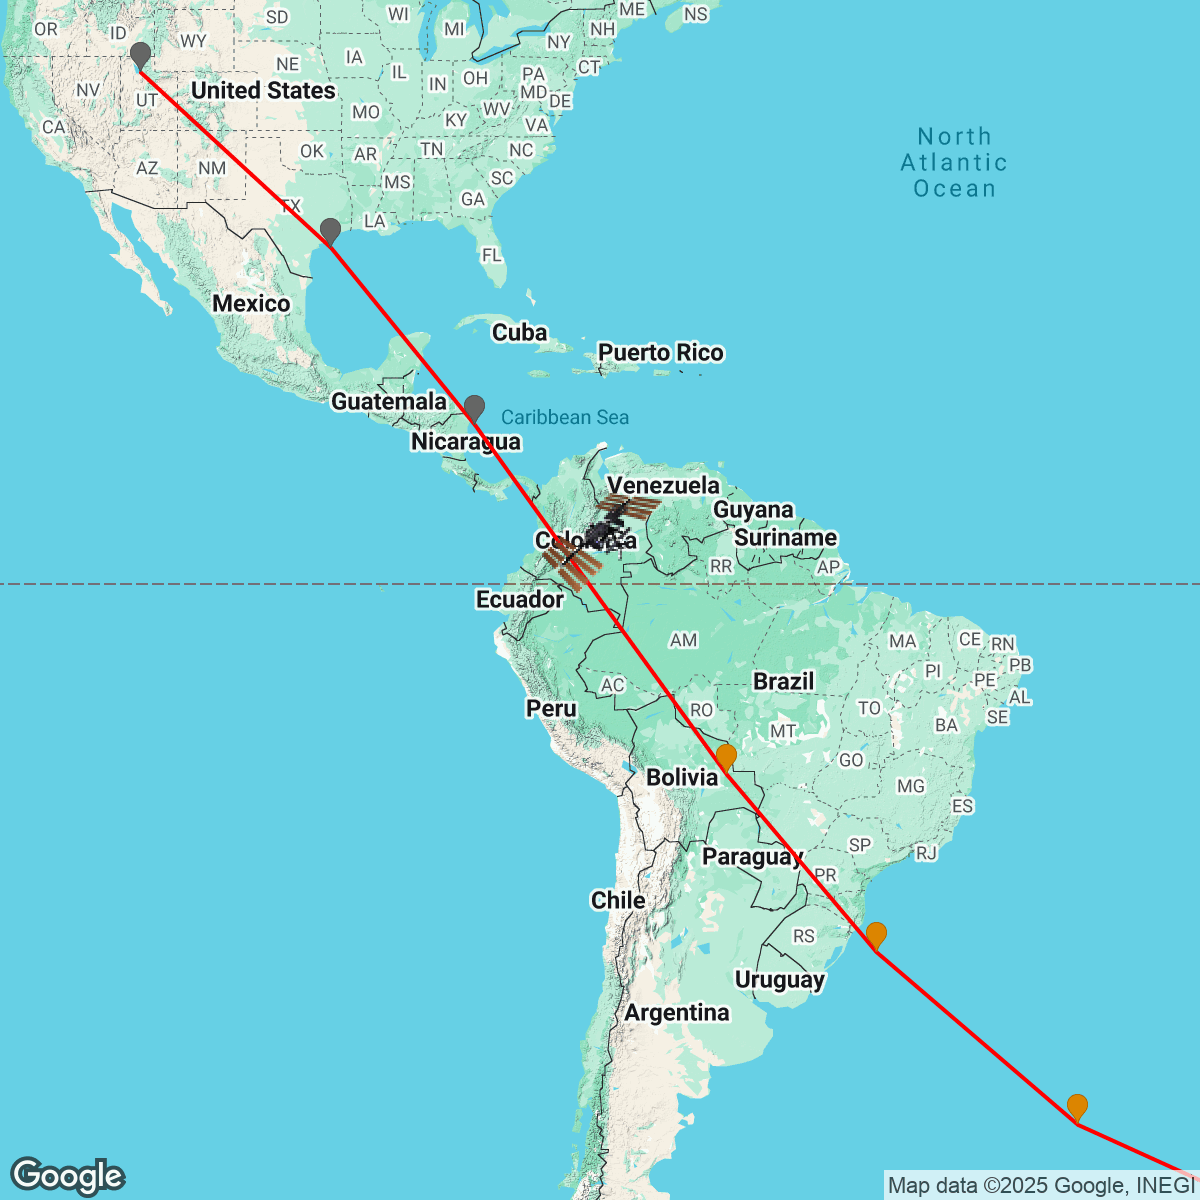 ME
NS
WI
SD
OR
ID
MI
NH
WY
NY
IA
NE
CT
IL
OH
PA
IN
NV
United States
MD
UT
DE
WV
MO
KY
VA
CA
North
Atlantic
Ocean
TN
NC
OK
AR
AZ
NM
MS
SC
GA
TX
LA
FL
Mexico
Cuba
Puerto Rico
Guatemala
Caribbean Sea
Nicaragua
Venezuela
Guyana
Suriname
Colombia
RR
AP
Ecuador
AM
MA
CE
RN
PB
PI
PE
AC
Brazil
AL
RO
TO
Peru
SE
BA
MT
GO
Bolivia
MG
ES
SP
RJ
Paraguay
PR
Chile
RS
Uruguay
Argentina
Google
Map data ©2025 Google, INEGI